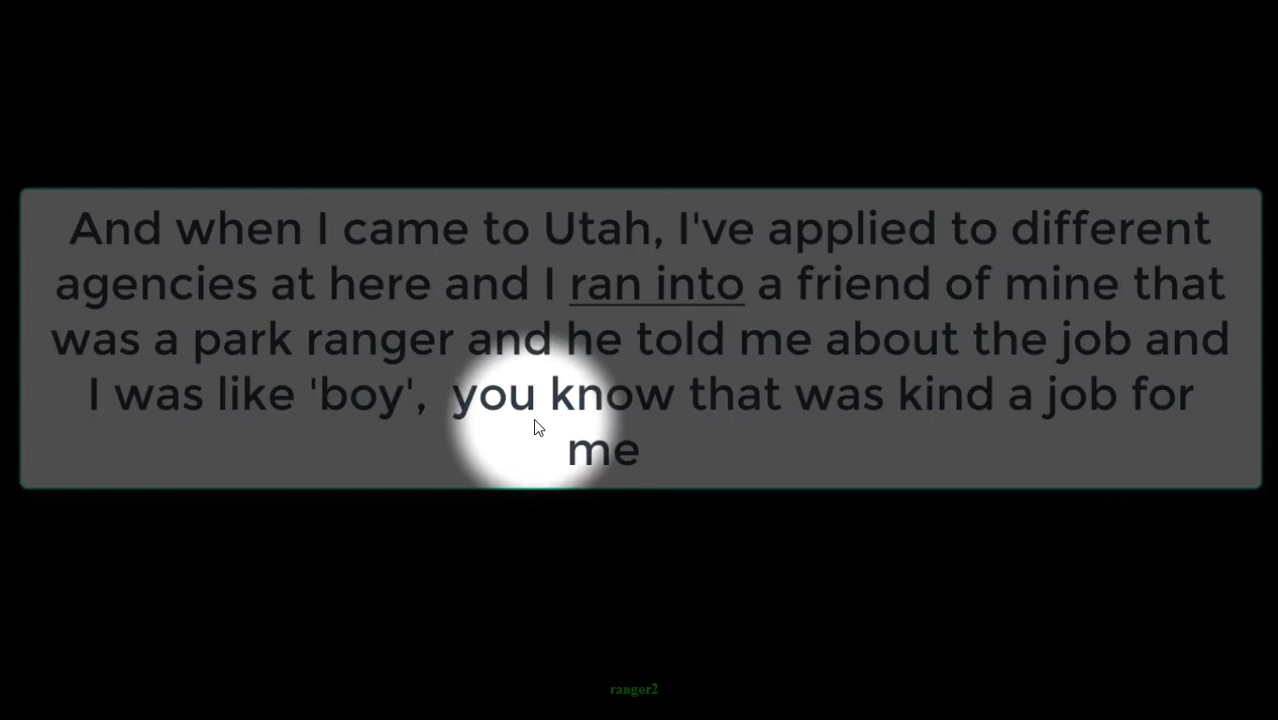 And when I came to Utah, I've applied to different
agencies at here and I ran into a friend of mine that
was a park ranger and he told me about the job and
I was like 'boy',  you know that was kind a job for
me
ranger2